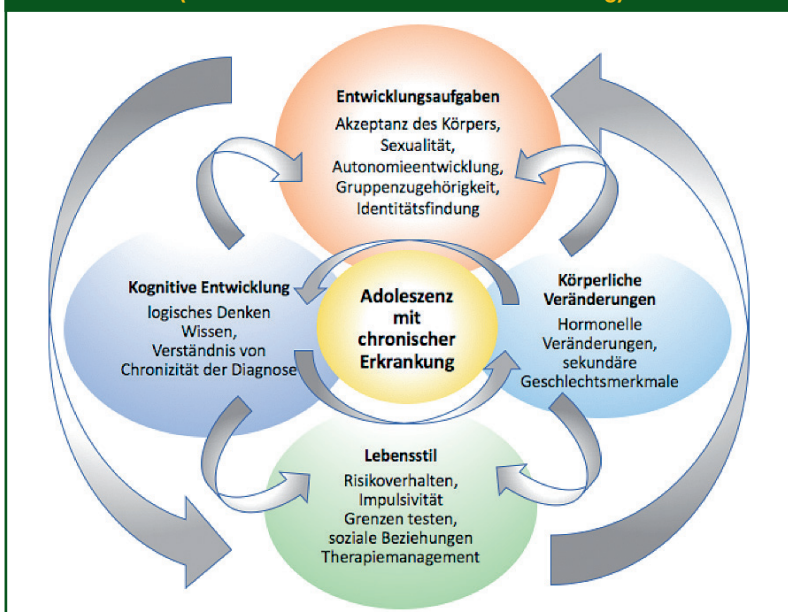 Entwicklungsaufgaben
Akzeptanz des Körpers,
Sexualität,
Autonomieentwicklung,
Gruppenzugehörigkeit,
Identitätsfindung
Kognitive Entwicklung
logisches Denken
Wissen,
Verständnis von
Chronizität der Diagnose
Adoleszenz
mit
chronischer
Erkrankung
Körperliche
Veränderungen
Hormonelle
Veränderungen,
sekundäre
Geschlechtsmerkmale
Lebensstil
Risikoverhalten,
Impulsivität
Grenzen testen,
soziale Beziehungen
Therapiemanagement